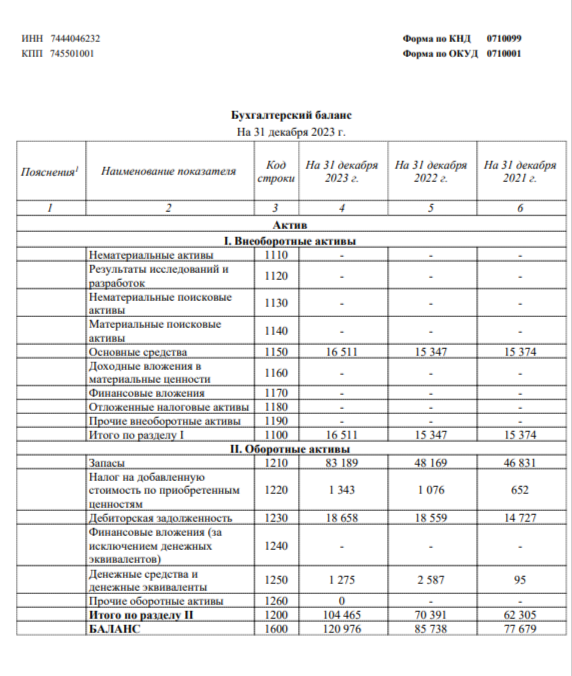 ИНН 7444046232 Форма по КНД 0710099
КПП 745501001 Форма по ОКУД 0710001
Бухгалтерский баланс
На 31 декабря 2023 г.
Пояснения¹ Наименование показателя Код строки На 31 декабря 2023 г. На 31 декабря 2022 г. На 31 декабря 2021 г.
1 2 3 4 5 6
Актив
I. Внеоборотные активы
Нематериальные активы 1110 - - -
Результаты исследований и разработок 1120 - - -
Нематериальные поисковые активы 1130 - - -
Материальные поисковые активы 1140 - - -
Основные средства 1150 16 511 15 347 15 374
Доходные вложения в материальные ценности 1160 - - -
Финансовые вложения 1170 - - -
Отложенные налоговые активы 1180 - - -
Прочие внеоборотные активы 1190 - - -
Итого по разделу I 1100 16 511 15 347 15 374
II. Оборотные активы
Запасы 1210 83 189 48 169 46 831
Налог на добавленную стоимость по приобретенным ценностям 1220 1 343 1 076 652
Дебиторская задолженность 1230 18 658 18 559 14 727
Финансовые вложения (за исключением денежных эквивалентов) 1240 - - -
Денежные средства и денежные эквиваленты 1250 1 275 2 587 95
Прочие оборотные активы 1260 0 - -
Итого по разделу II 1200 104 465 70 391 62 305
БАЛАНС 1600 120 976 85 738 77 679